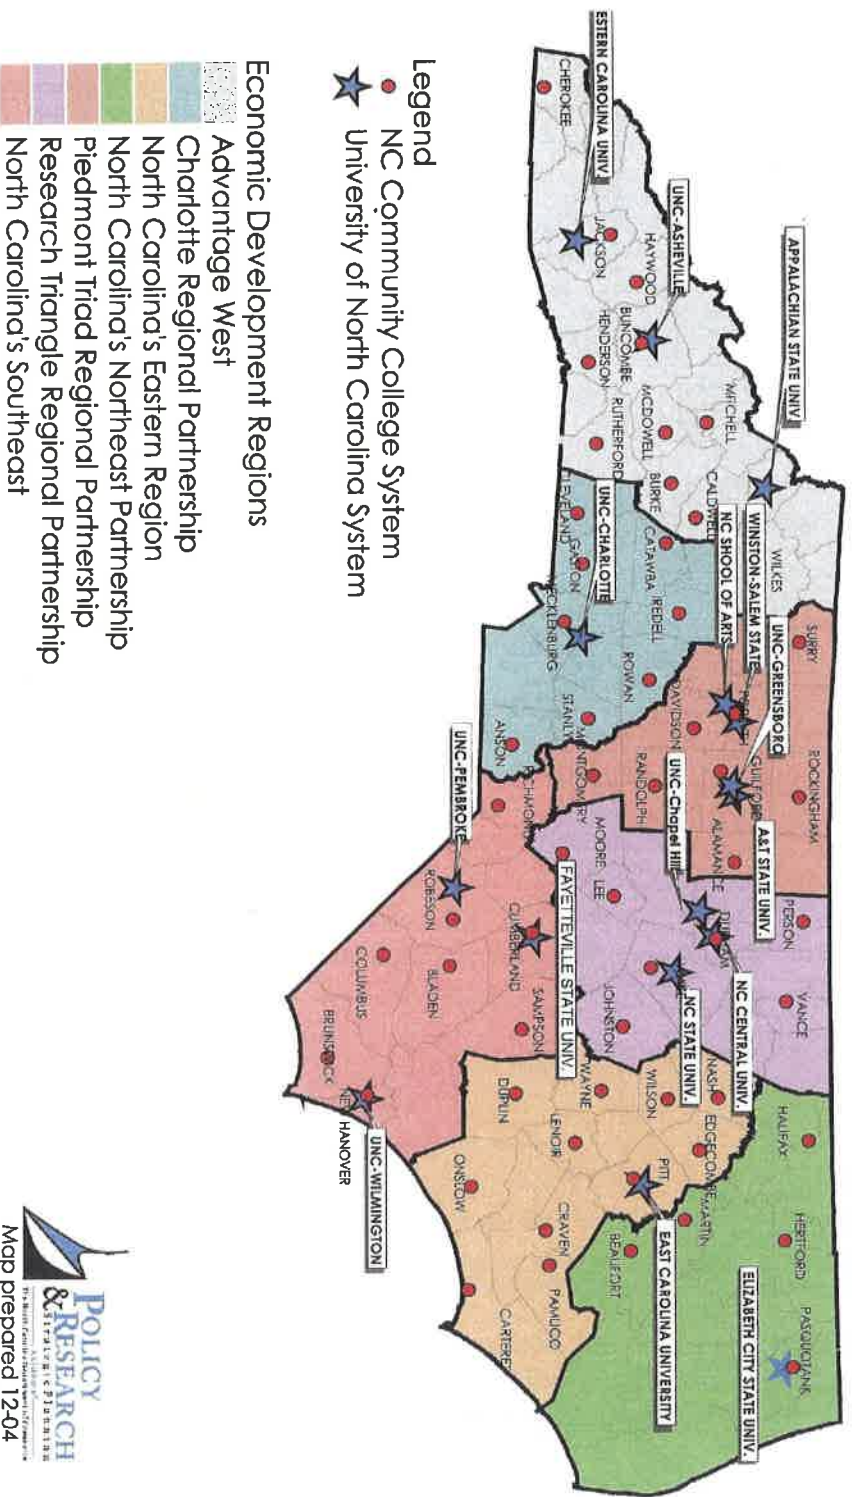 ESTERN CAROLINA UNIV.
UNC-ASHEVILLE
APPALACHIAN STATE UNIV.
WINSTON-SALEM STATE
NC SHOOL OF ARTS
UNC-GREENSBORO
A&T STATE UNIV.
UNC-Chapel Hill
NC CENTRAL UNIV.
NC STATE UNIV.
ELIZABETH CITY STATE UNIV.
EAST CAROLINA UNIVERSITY
UNC-CHARLOTTE
FAYETTEVILLE STATE UNIV.
UNC-PEMBROKE
UNC-WILMINGTON
CHEROKEE
JACKSON
HAYWOOD
BUNCOMBE
HENDERSON
RUTHERFORD
MCDOWELL
MITCHELL
BURKE
CALDWELL
WILKES
CLEVELAND
GASTON
CATAWBA
IREDELL
MECKLENBURG
ROWAN
STANLY
ANSON
SURRY
ROCKINGHAM
GUILFORD
DAVIDSON
RANDOLPH
MONTGOMERY
ALAMANCE
PERSON
VANCE
DURHAM
MOORE
LEE
JOHNSTON
RICHMOND
CUMBERLAND
SAMPSON
ROBESON
BLADEN
COLUMBUS
BRUNSWICK
NEW
HANOVER
NASH
EDGECOMBE
WILSON
WAYNE
DUPLIN
LENOIR
PITT
ONSLOW
CRAVEN
PAMLICO
CARTERET
HALIFAX
HERTFORD
MARTIN
BEAUFORT
PASQUOTANK
Legend
NC Community College System
University of North Carolina System
Economic Development Regions
Advantage West
Charlotte Regional Partnership
North Carolina's Eastern Region
North Carolina's Northeast Partnership
Piedmont Triad Regional Partnership
Research Triangle Regional Partnership
North Carolina's Southeast
POLICY
&RESEARCH
Strategic Planning
Map prepared 12-04